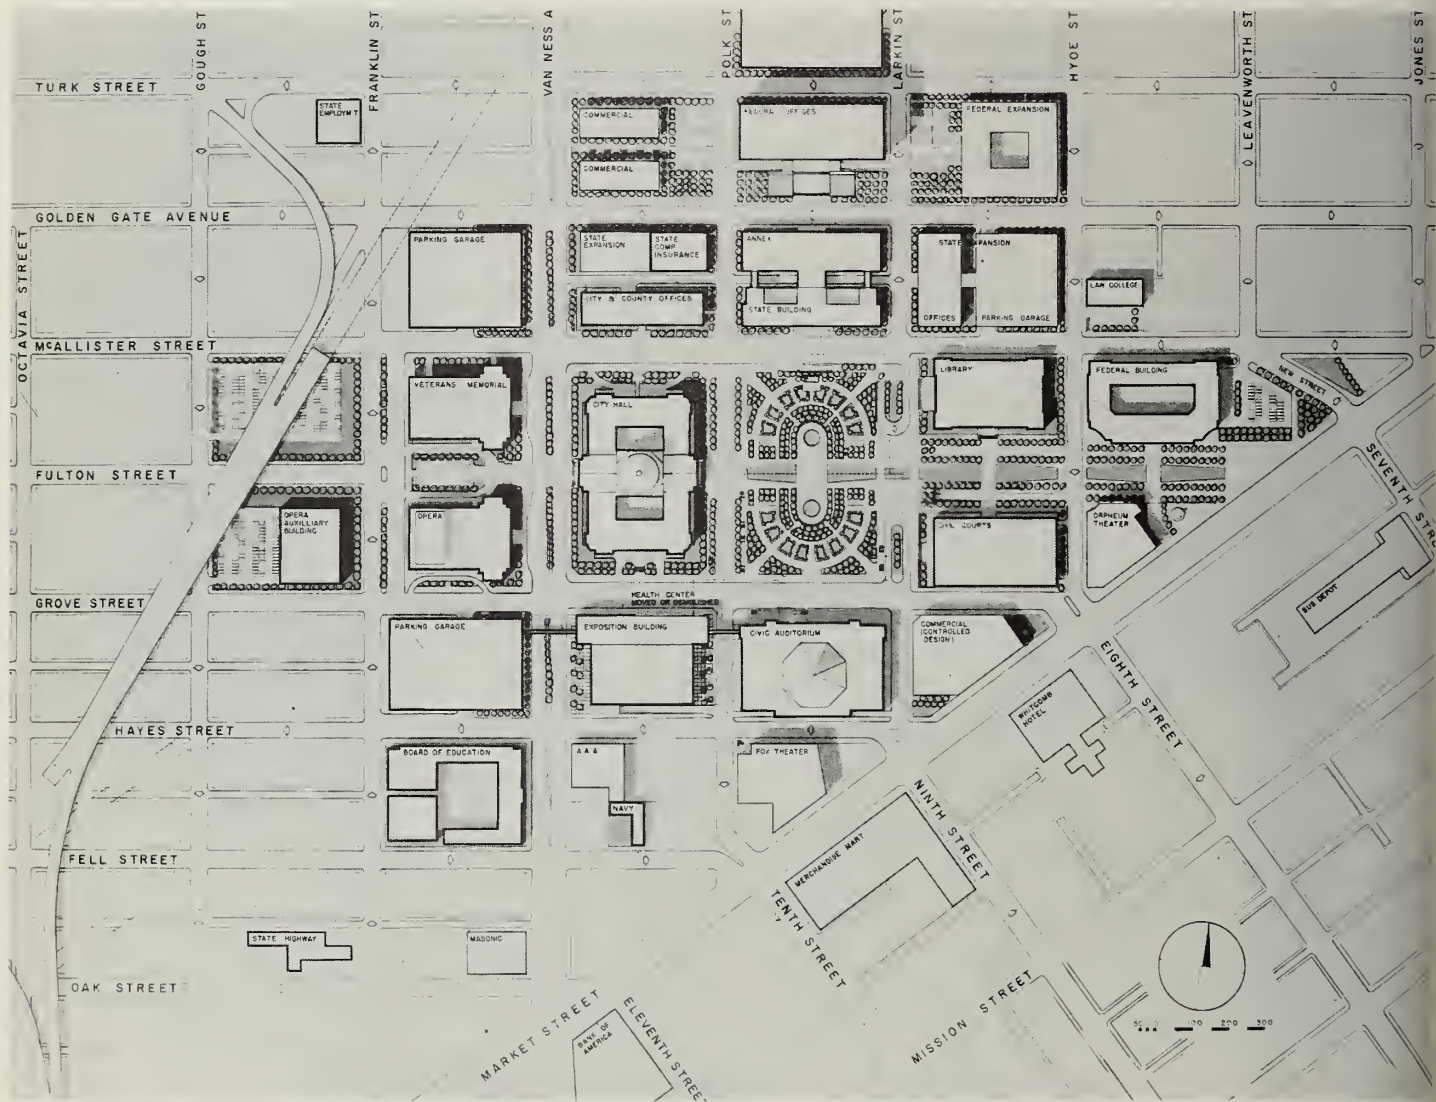 GOUGH ST
FRANKLIN ST
VAN NESS A
POLK ST
LARKIN ST
HYDE ST
LEAVENWORTH ST
JONES ST
TURK STREET
STATE
EMPLOYM'T
COMMERCIAL
COMMERCIAL
FEDERAL OFFICES
FEDERAL EXPANSION
GOLDEN GATE AVENUE
OCTAVIA STREET
PARKING GARAGE
STATE
EXPANSION
STATE
COMP
INSURANCE
ANNEX
STATE EXPANSION
CITY & COUNTY OFFICES
STATE BUILDING
OFFICES
PARKING GARAGE
LAW COLLEGE
McALLISTER STREET
VETERANS MEMORIAL
CITY HALL
LIBRARY
FEDERAL BUILDING
NEW STREET
FULTON STREET
SEVENTH STRE
OPERA
AUXILLIARY
BUILDING
OPERA
CIVIL COURTS
ORPHEUM
THEATER
BUS DEPOT
GROVE STREET
HEALTH CENTER
MOVED OR DEMOLISHED
PARKING GARAGE
EXPOSITION BUILDING
CIVIC AUDITORIUM
COMMERCIAL
(CONTROLLED
DESIGN)
EIGHTH STREET
WHITCOMB
HOTEL
HAYES STREET
BOARD OF EDUCATION
A A A
FOX THEATER
NAVY
NINTH STREET
MERCHANDISE MART
FELL STREET
TENTH STREET
STATE HIGHWAY
MASONIC
OAK STREET
MARKET STREET
BANK OF
AMERICA
ELEVENTH STREET
MISSION STREET
50 0 100 200 300